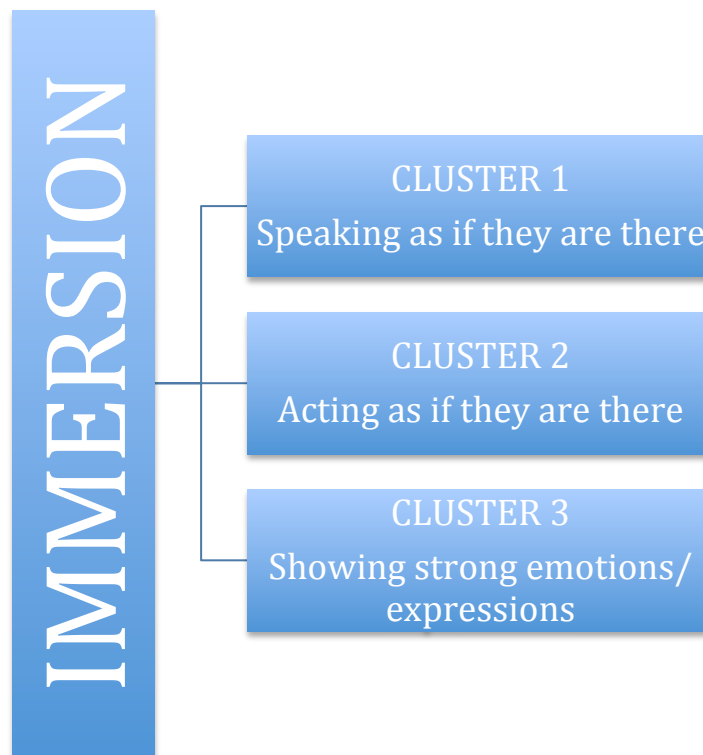 IMMERSION
CLUSTER 1
Speaking as if they are there
CLUSTER 2
Acting as if they are there
CLUSTER 3
Showing strong emotions/
expressions